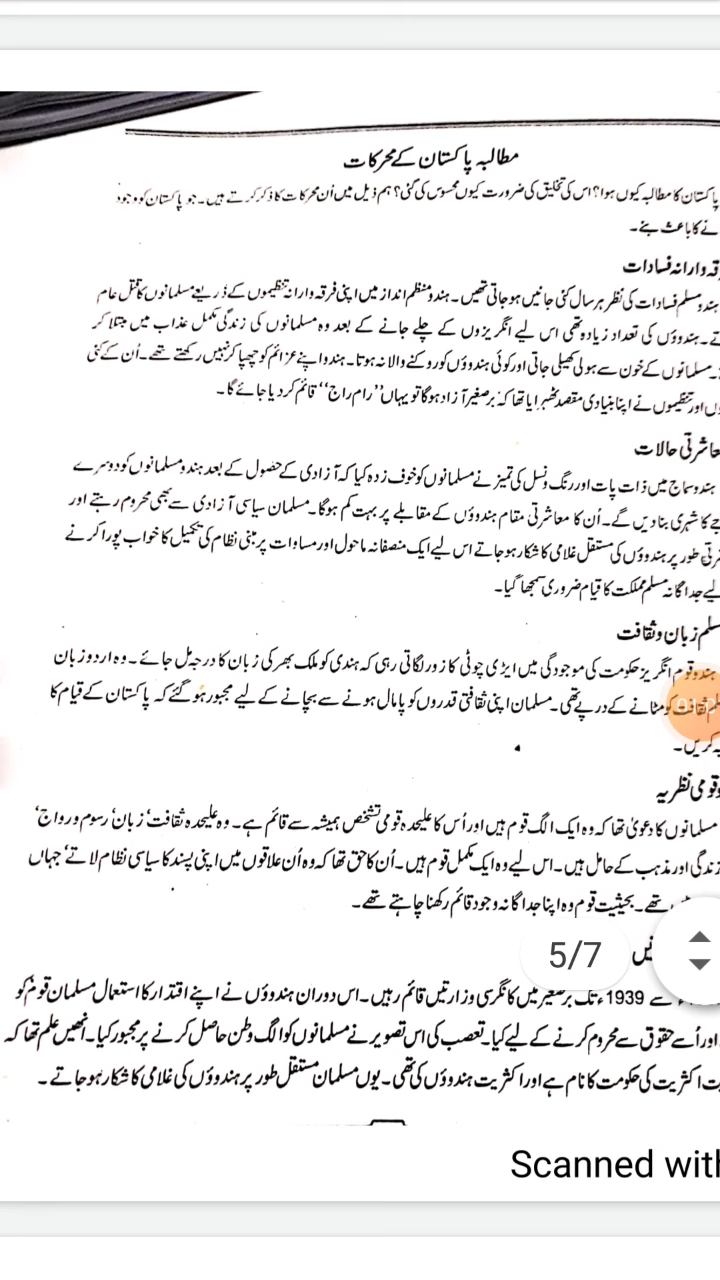 مطالبہ پاکستان کے محرکات
پاکستان کا مطالبہ کیوں ہوا؟ اس کی تخلیق کی ضرورت کیوں محسوس کی گئی؟ ہم ذیل میں اُن محرکات کا ذکر کرتے ہیں۔ جو پاکستان کو وجود
نے کا باعث بنے۔
قہ وارانہ فسادات
ہندو مسلم فسادات کی نظر ہر سال کئی جانیں ہو جاتی تھیں۔ ہندو منظم انداز میں اپنی فرقہ وارانہ تنظیموں کے ذریعے مسلمانوں کا قتل عام
تے۔ ہندوؤں کی تعداد زیادہ تھی اس لیے انگریزوں کے چلے جانے کے بعد وہ مسلمانوں کی زندگی مکمل عذاب میں مبتلا کر
۔ مسلمانوں کے خون سے ہولی کھیلی جاتی اور کوئی ہندوؤں کو روکنے والا نہ ہوتا۔ ہندو اپنے عزائم کو چھپا کر نہیں رکھتے تھے۔ اُن کے کئی
ں اور تنظیموں نے اپنا بنیادی مقصد ٹھہرایا تھا کہ برصغیر آزاد ہوگا تو یہاں ”رام راج“ قائم کر دیا جائے گا۔
عاشرتی حالات
ہندو سماج میں ذات پات اور رنگ و نسل کی تمیز نے مسلمانوں کو خوف زدہ کیا کہ آزادی کے حصول کے بعد ہندو مسلمانوں کو دوسرے
جے کا شہری بنا دیں گے۔ اُن کا معاشرتی مقام ہندوؤں کے مقابلے پر بہت کم ہوگا۔ مسلمان سیاسی آزادی سے بھی محروم رہتے اور
شرتی طور پر ہندوؤں کی مستقل غلامی کا شکار ہو جاتے اس لیے ایک منصفانہ ماحول اور مساوات پر مبنی نظام کی تکمیل کا خواب پورا کرنے
لیے جداگانہ مسلم مملکت کا قیام ضروری سمجھا گیا۔
سلم زبان و ثقافت
ہندو قوم انگریز حکومت کی موجودگی میں ایڑی چوٹی کا زور لگاتی رہی کہ ہندی کو ملک بھر کی زبان کا درجہ مل جائے۔ وہ اردو زبان
ثقافت کو مٹانے کے درپے تھی۔ مسلمان اپنی ثقافتی قدروں کو پامال ہونے سے بچانے کے لیے مجبور ہو گئے کہ پاکستان کے قیام کا
کریں۔
قومی نظریہ
مسلمانوں کا دعویٰ تھا کہ وہ ایک الگ قوم ہیں اور اُس کا علیحدہ قومی تشخص ہمیشہ سے قائم ہے۔ وہ علیحدہ ثقافت، زبان، رسوم و رواج،
زندگی اور مذہب کے حامل ہیں۔ اس لیے وہ ایک مکمل قوم ہیں۔ اُن کا حق تھا کہ وہ اُن علاقوں میں اپنی پسند کا سیاسی نظام لاتے، جہاں
تھے۔ بحیثیت قوم وہ اپنا جداگانہ وجود قائم رکھنا چاہتے تھے۔
5/7
سے 1939ء تک برصغیر میں کانگرسی وزارتیں قائم رہیں۔ اس دوران ہندوؤں نے اپنے اقتدار کا استعمال مسلمان قوم کو
اور اُسے حقوق سے محروم کرنے کے لیے کیا۔ تعصب کی اس تصویر نے مسلمانوں کو الگ وطن حاصل کرنے پر مجبور کیا۔ انھیں علم تھا کہ
ت اکثریت کی حکومت کا نام ہے اور اکثریت ہندوؤں کی تھی۔ یوں مسلمان مستقل طور پر ہندوؤں کی غلامی کا شکار ہو جاتے۔
Scanned with